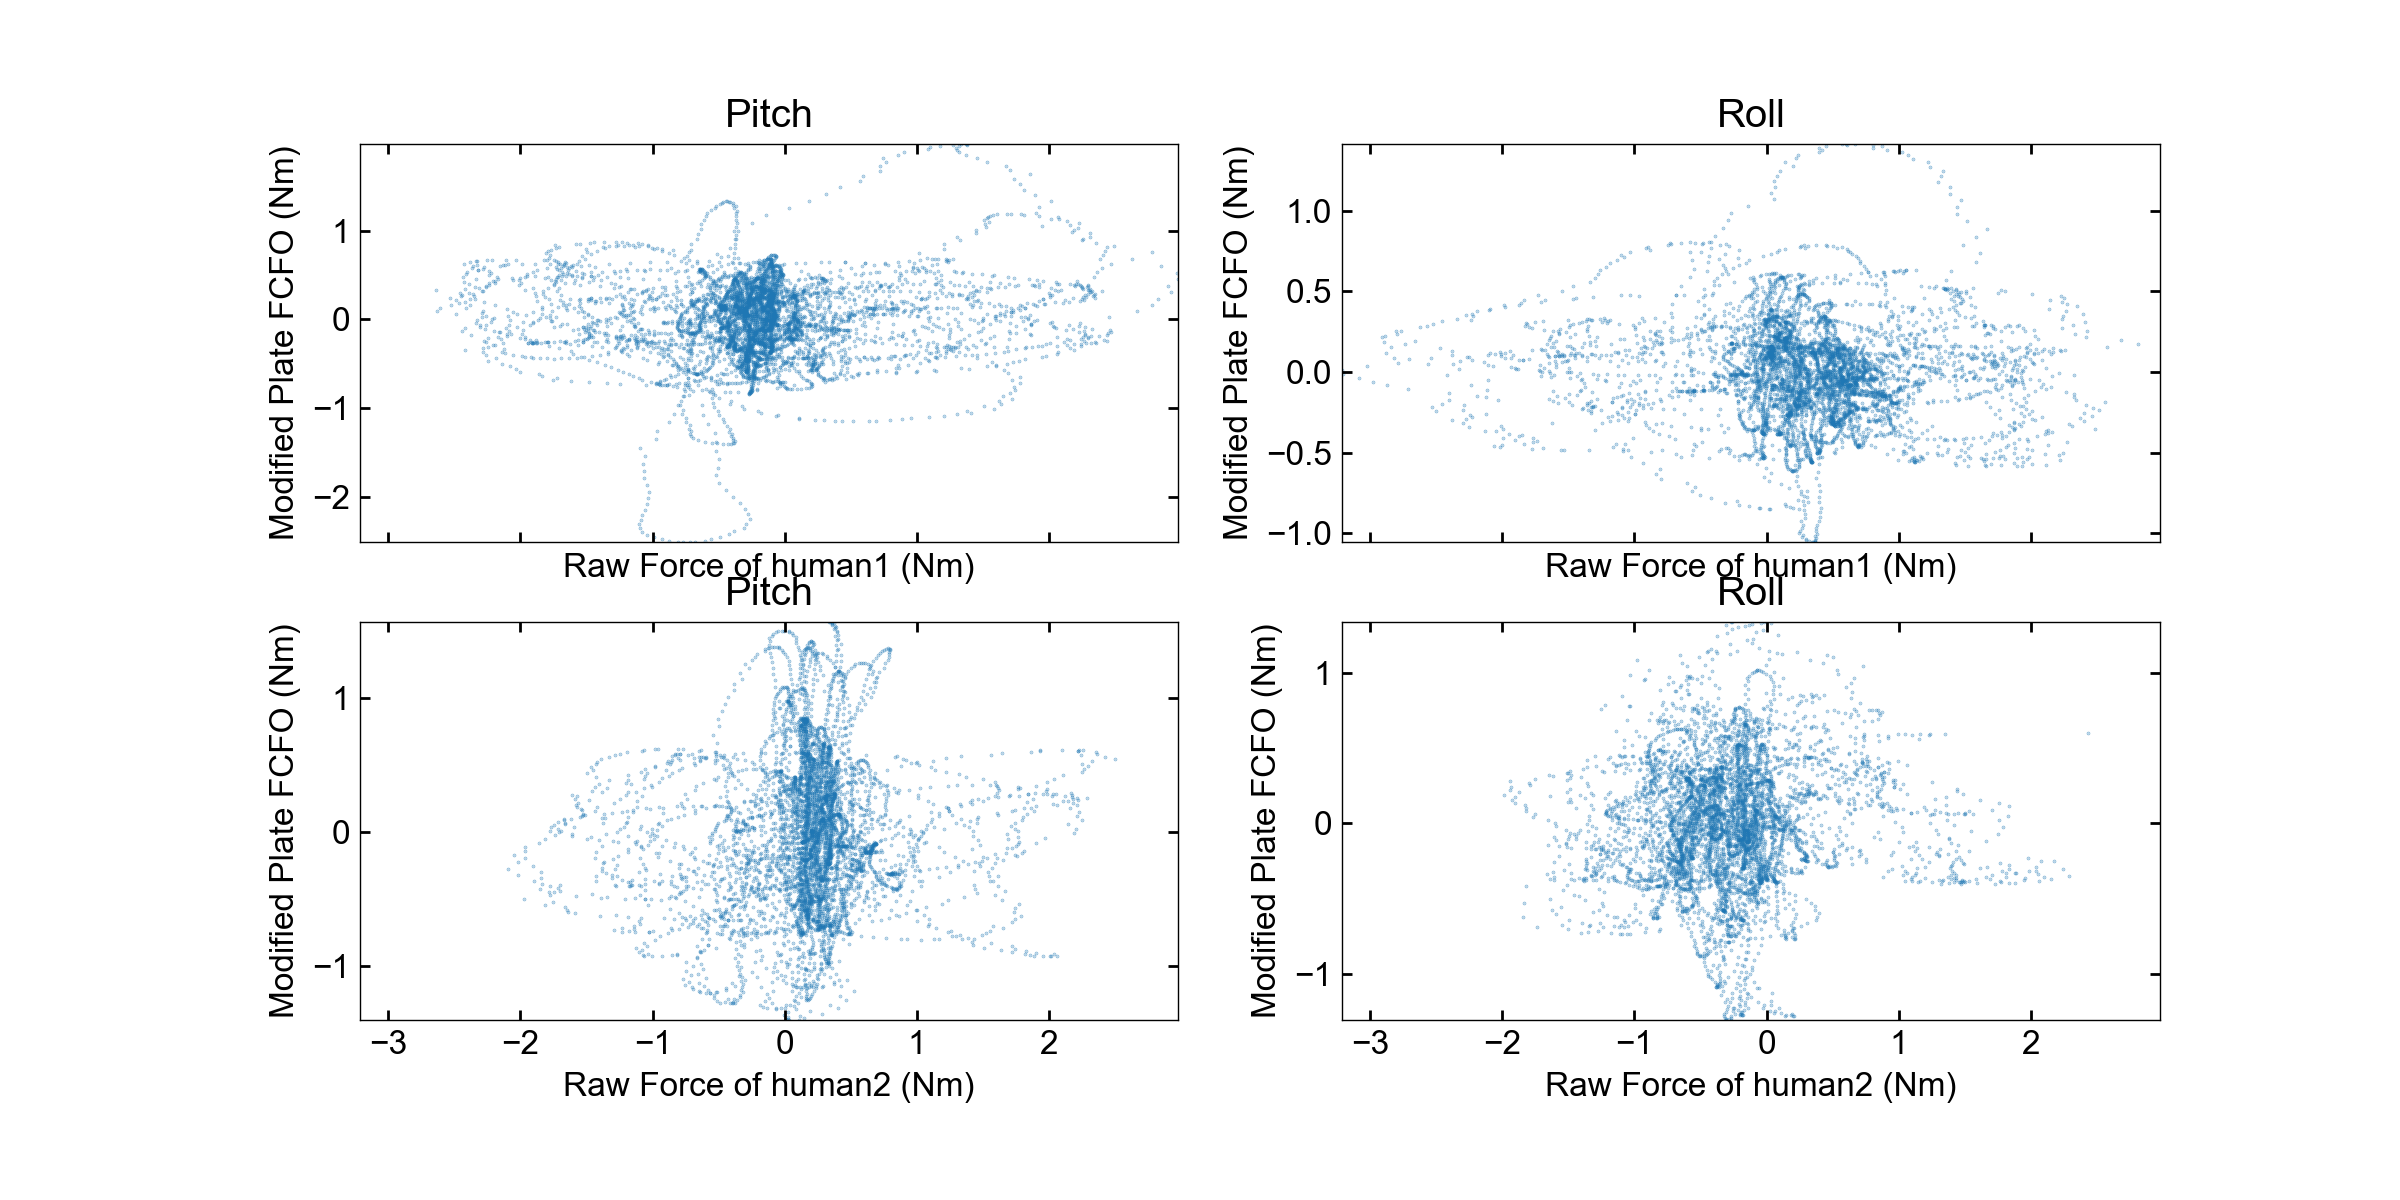 Pitch
Roll
Modified Plate FCFO (Nm)
1
0
−1
−2
Raw Force of human1 (Nm)
Modified Plate FCFO (Nm)
1.0
0.5
0.0
−0.5
−1.0
Raw Force of human1 (Nm)
Pitch
Roll
Modified Plate FCFO (Nm)
1
0
−1
−3 −2 −1 0 1 2
Raw Force of human2 (Nm)
Modified Plate FCFO (Nm)
1
0
−1
−3 −2 −1 0 1 2
Raw Force of human2 (Nm)